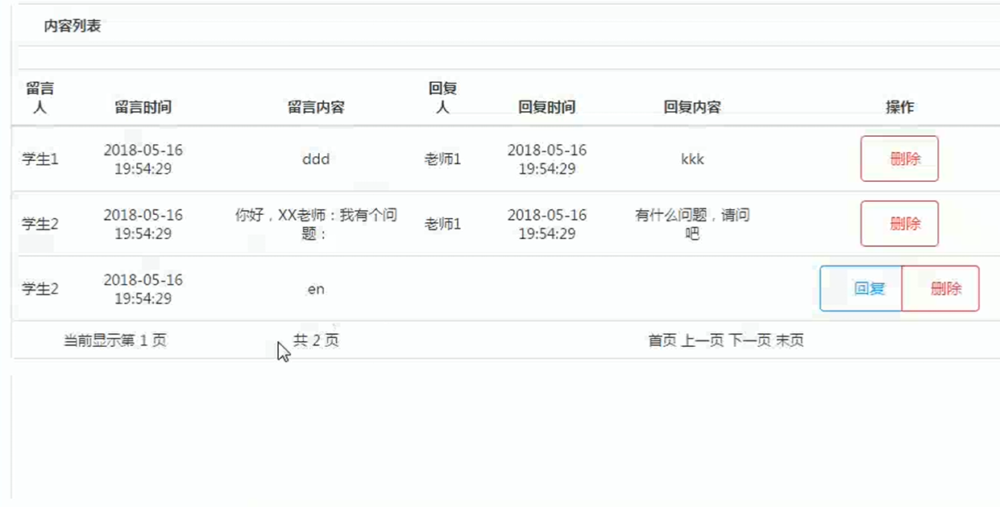 内容列表
留言人 留言时间 留言内容 回复人 回复时间 回复内容 操作
学生1 2018-05-16 19:54:29 ddd 老师1 2018-05-16 19:54:29 kkk 删除
学生2 2018-05-16 19:54:29 你好，XX老师：我有个问题： 老师1 2018-05-16 19:54:29 有什么问题，请问吧 删除
学生2 2018-05-16 19:54:29 en 回复 删除
当前显示第 1 页 共 2 页 首页 上一页 下一页 末页